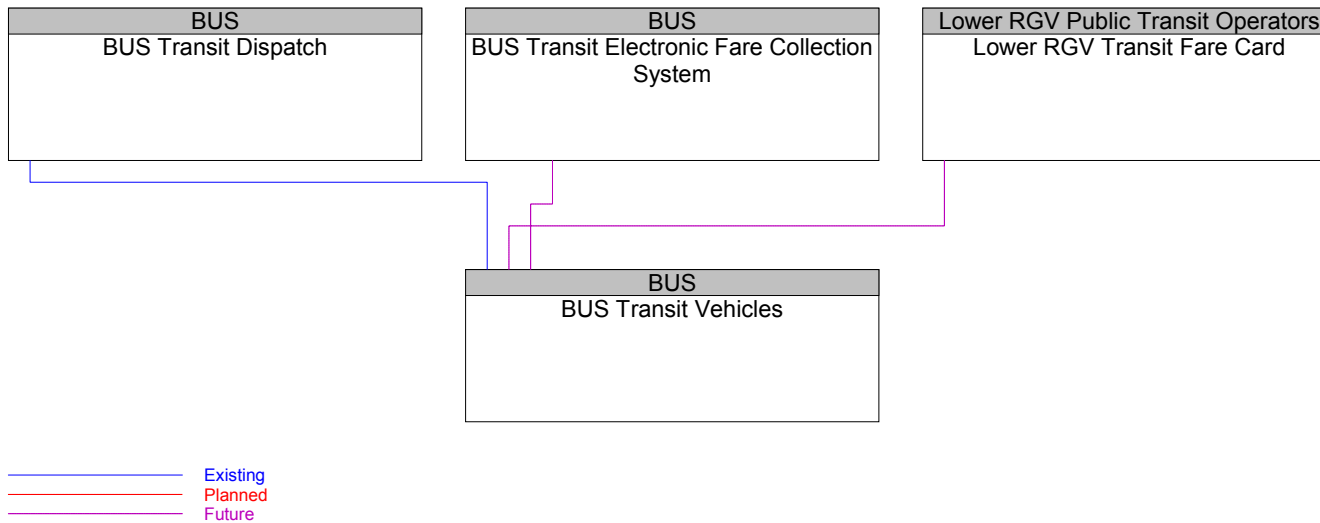 BUS
BUS Transit Dispatch
BUS
BUS Transit Electronic Fare Collection
System
Lower RGV Public Transit Operators
Lower RGV Transit Fare Card
BUS
BUS Transit Vehicles
Existing
Planned
Future